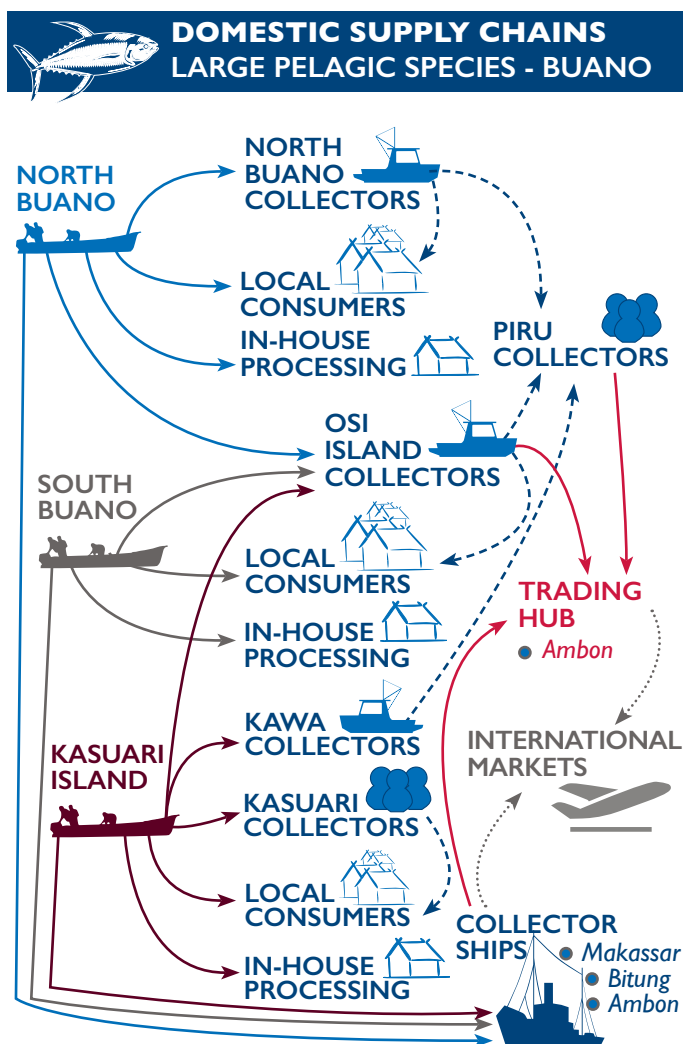 DOMESTIC SUPPLY CHAINS
LARGE PELAGIC SPECIES - BUANO
NORTH
BUANO
NORTH
BUANO
COLLECTORS
LOCAL
CONSUMERS
IN-HOUSE
PROCESSING
PIRU
COLLECTORS
OSI
ISLAND
COLLECTORS
SOUTH
BUANO
LOCAL
CONSUMERS
IN-HOUSE
PROCESSING
TRADING
HUB
Ambon
KASUARI
ISLAND
KAWA
COLLECTORS
KASUARI
COLLECTORS
LOCAL
CONSUMERS
IN-HOUSE
PROCESSING
INTERNATIONAL
MARKETS
COLLECTOR
SHIPS
Makassar
Bitung
Ambon